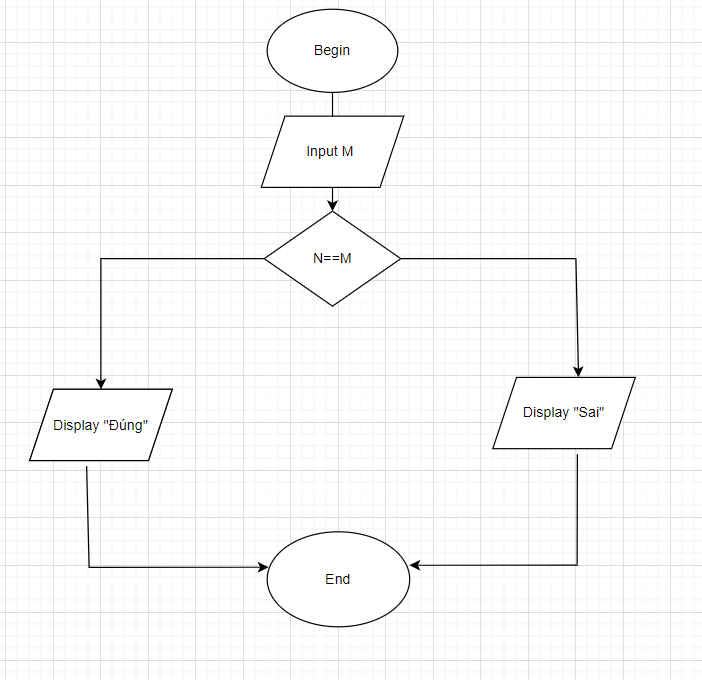 Begin
Input M
N==M
Display "Đúng"
Display "Sai"
End